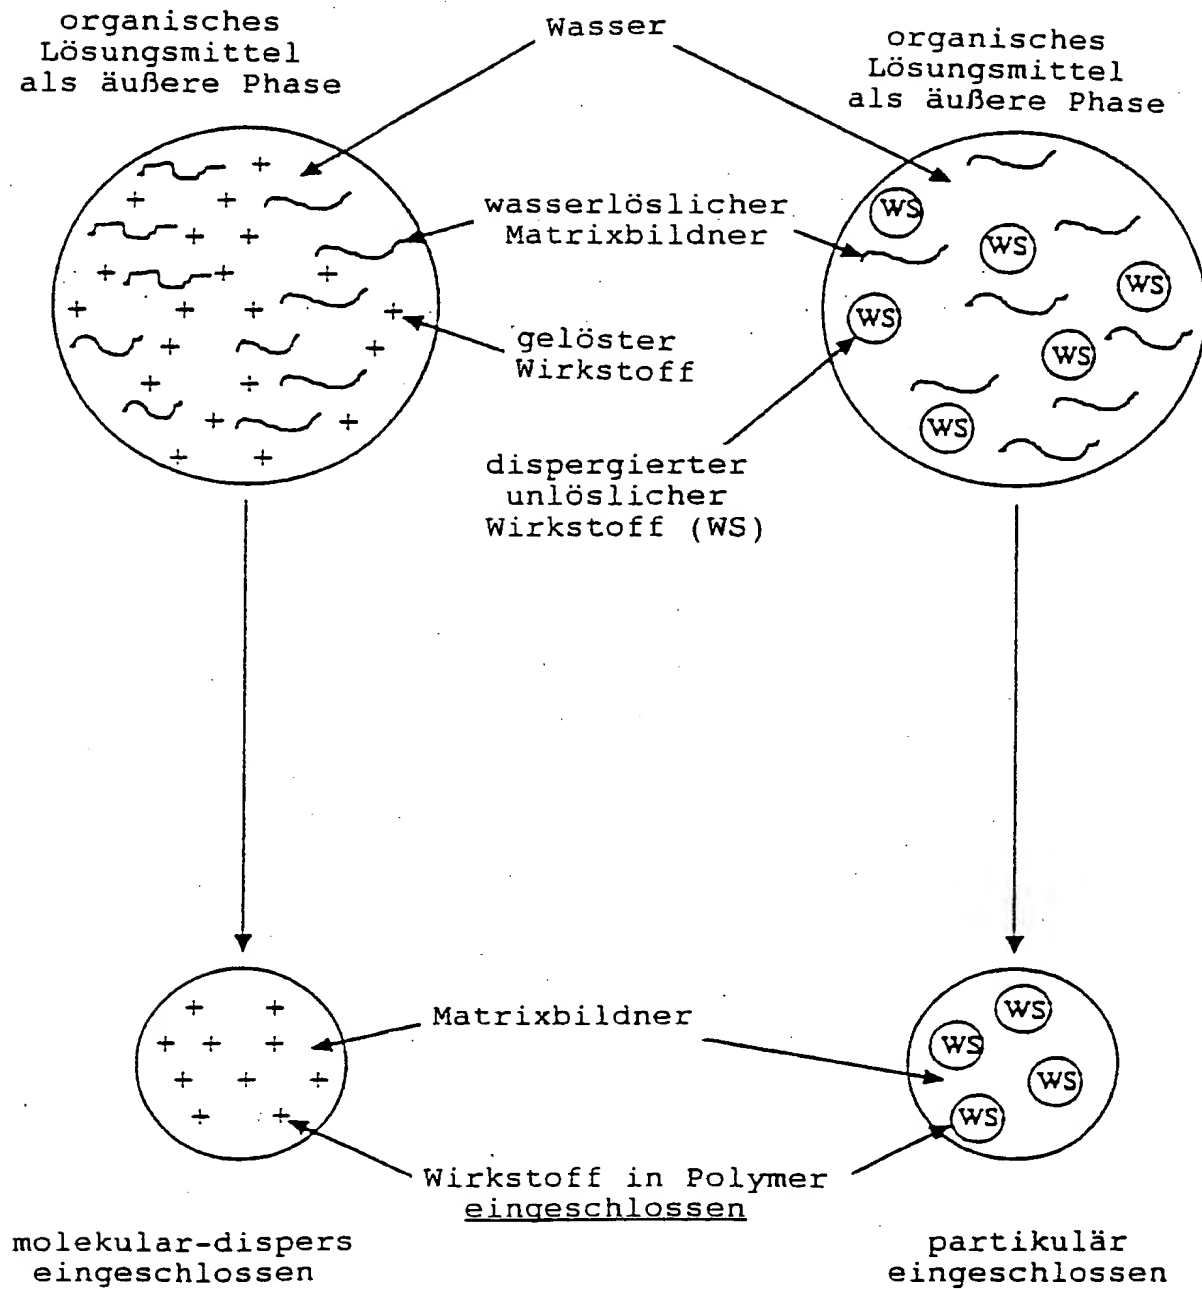 organisches
Lösungsmittel
als äußere Phase
Wasser
organisches
Lösungsmittel
als äußere Phase
wasserlöslicher
Matrixbildner
gelöster
Wirkstoff
dispergierter
unlöslicher
Wirkstoff (WS)
WS
WS
WS
WS
WS
WS
Matrixbildner
WS
WS
WS
WS
Wirkstoff in Polymer
eingeschlossen
molekular-dispers
eingeschlossen
partikulär
eingeschlossen